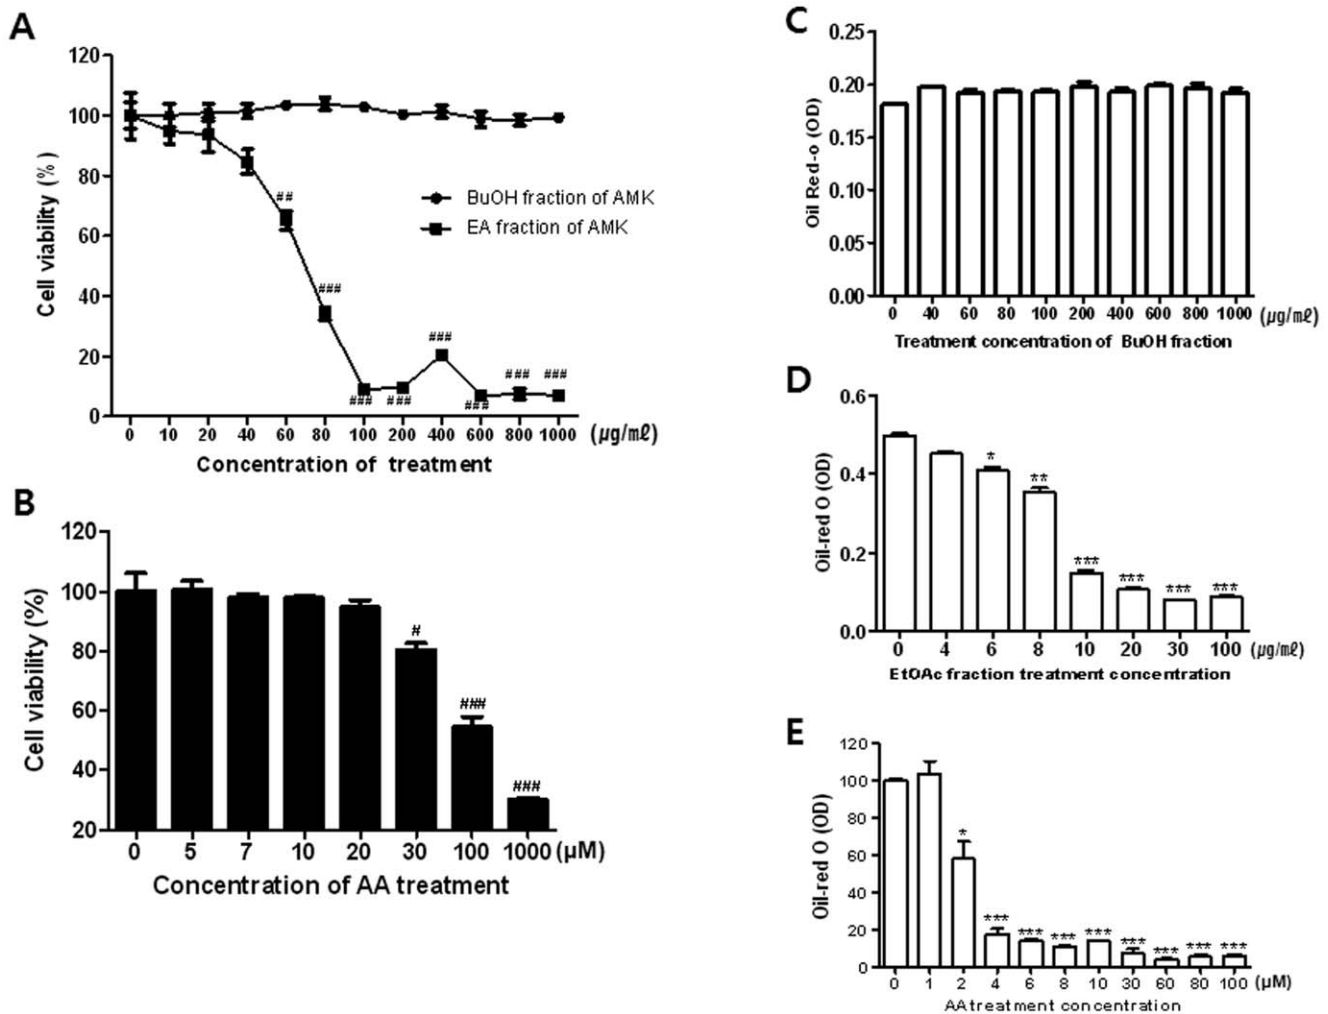 A
120
100
80
60
40
20
0
Cell viability (%)
##
###
###
###
###
###
###
###
BuOH fraction of AMK
EA fraction of AMK
0 10 20 40 60 80 100 200 400 600 800 1000 (µg/㎖)
Concentration of treatment
B
120
100
80
60
40
20
Cell viability (%)
#
###
###
0 5 7 10 20 30 100 1000 (µM)
Concentration of AA treatment
C
0.25
0.20
0.15
0.10
0.05
0.00
Oil Red-o (OD)
0 40 60 80 100 200 400 600 800 1000 (µg/㎖)
Treatment concentration of BuOH fraction
D
0.6
0.4
0.2
0.0
Oil-red O (OD)
*
**
***
***
***
***
0 4 6 8 10 20 30 100 (µg/㎖)
EtOAc fraction treatment concentration
E
120
100
80
60
40
20
0
Oil-red O (OD)
*
***
***
***
***
***
***
***
***
0 1 2 4 6 8 10 30 60 80 100 (µM)
AA treatment concentration